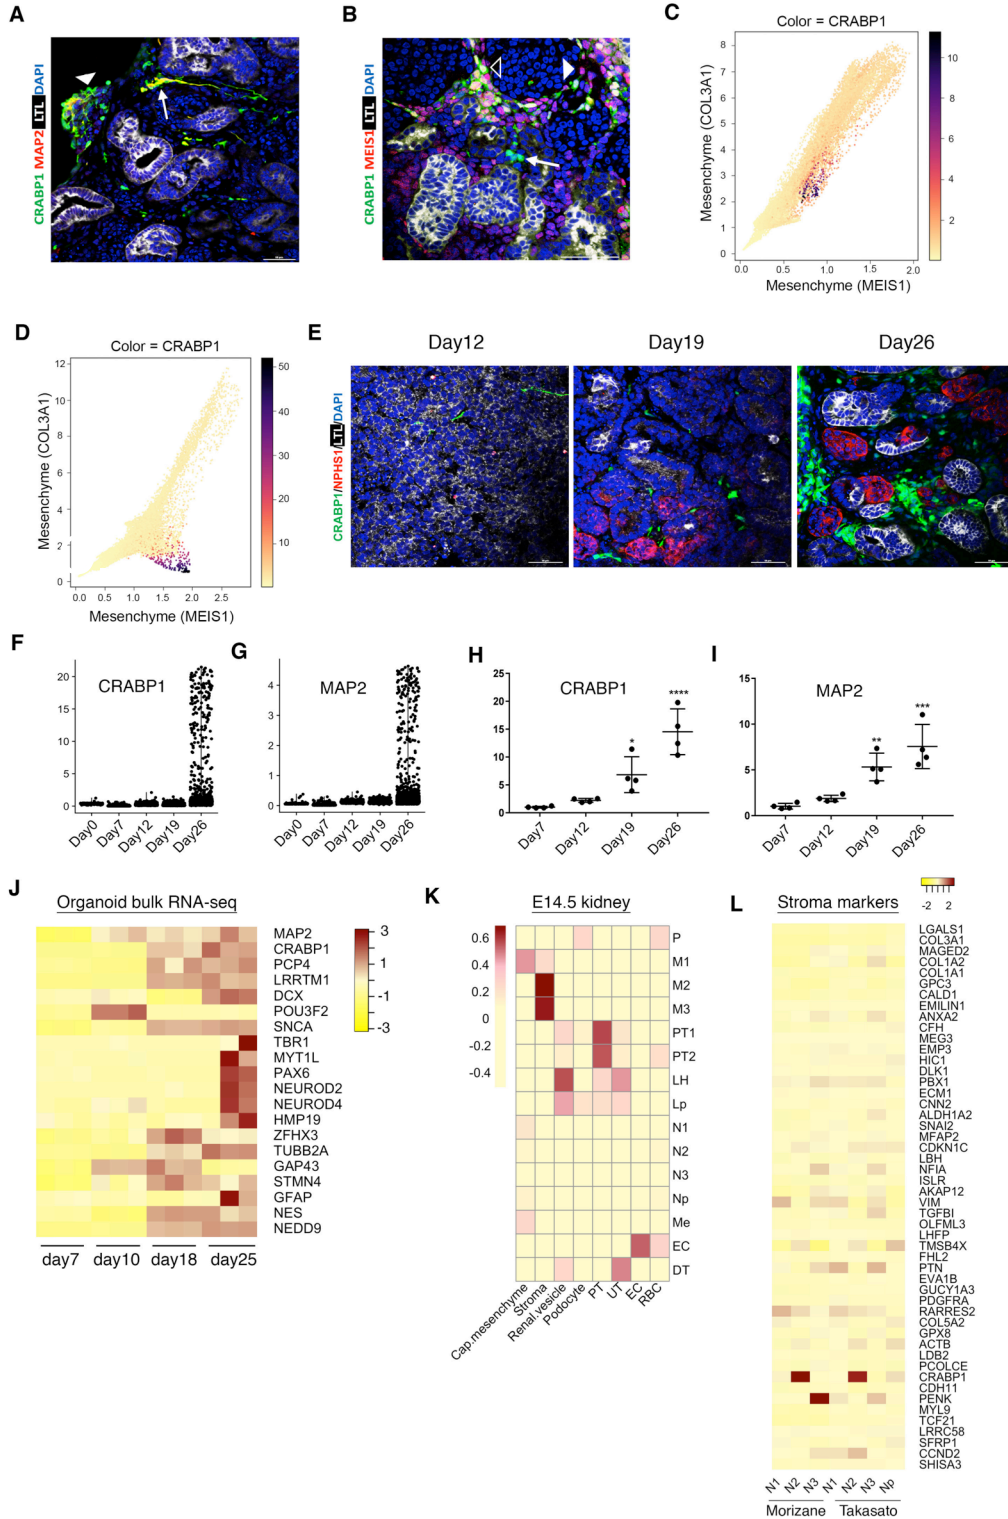 A
CRABP1 MAP2 LTL DAPI
B
CRABP1 MEIS1 LTL DAPI
C
Color = CRABP1
Mesenchyme (COL3A1)
8
7
6
5
4
3
2
1
0
0.0 0.5 1.0 1.5 2.0
Mesenchyme (MEIS1)
10
8
6
4
2
D
Color = CRABP1
Mesenchyme (COL3A1)
12
10
8
6
4
2
0
0.0 0.5 1.0 1.5 2.0 2.5
Mesenchyme (MEIS1)
50
40
30
20
10
0
E
Day12 Day19 Day26
CRABP1/NPHS1/LTL/DAPI
F
CRABP1
20
15
10
5
0
Day0 Day7 Day12 Day19 Day26
G
MAP2
4
3
2
1
0
Day0 Day7 Day12 Day19 Day26
H
CRABP1
25
20
15
10
5
0
* ****
Day7 Day12 Day19 Day26
I
MAP2
15
10
5
0
** ***
Day7 Day12 Day19 Day26
J
Organoid bulk RNA-seq
MAP2
CRABP1
PCP4
LRRTM1
DCX
POU3F2
SNCA
TBR1
MYT1L
PAX6
NEUROD2
NEUROD4
HMP19
ZFHX3
TUBB2A
GAP43
STMN4
GFAP
NES
NEDD9
3
2
1
0
-1
-2
-3
day7 day10 day18 day25
K
E14.5 kidney
0.6
0.4
0.2
0
-0.2
-0.4
P
M1
M2
M3
PT1
PT2
LH
Lp
N1
N2
N3
Np
Me
EC
DT
Cap.mesenchyme Stroma Renal.vesicle Podocyte PT UT EC RBC
L
-2 2
Stroma markers
LGALS1
COL3A1
MAGED2
COL1A2
COL1A1
GPC3
CALD1
EMILIN1
ANXA2
CFH
MEG3
EMP3
HIC1
DLK1
PBX1
ECM1
CNN2
ALDH1A2
SNAI2
MFAP2
CDKN1C
LBH
NFIA
ISLR
AKAP12
VIM
TGFBI
OLFML3
LHFP
TMSB4X
FHL2
PTN
EVA1B
GUCY1A3
PDGFRA
RARRES2
COL5A2
GPX8
ACTB
LDB2
PCOLCE
CRABP1
CDH11
PENK
MYL9
TCF21
LRRC58
SFRP1
CCND2
SHISA3
N1 N2 N3 N1 N2 N3 Np
Morizane Takasato